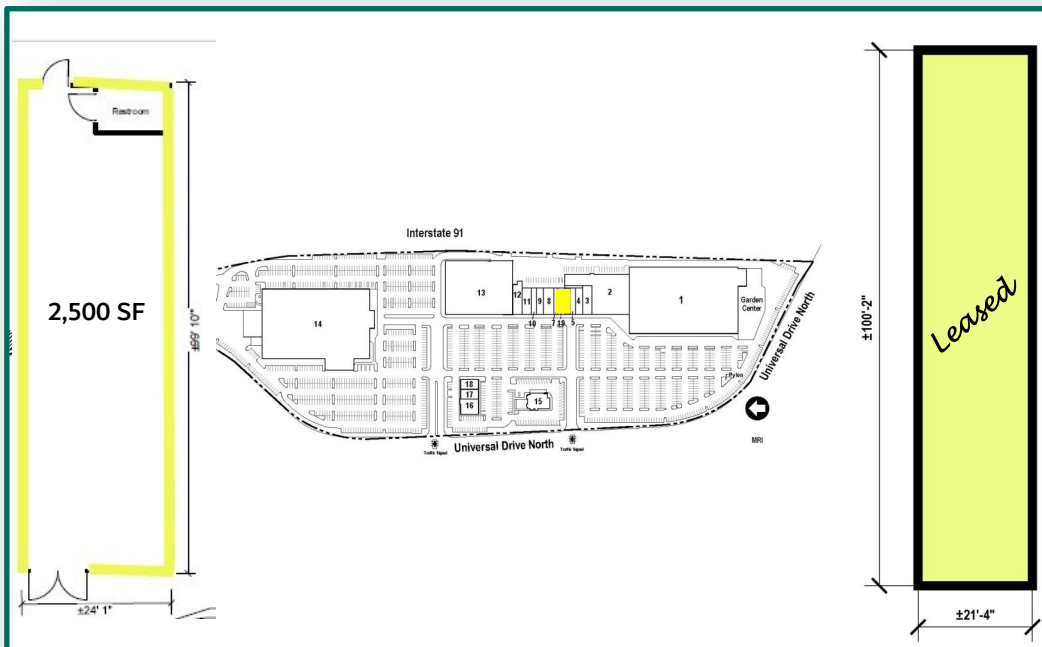 Restroom
2,500 SF
±99' 10"
±24' 1"
Interstate 91
13
12
11
9
8
4
3
2
1
Garden
Center
14
10
7
19
5
Universal Drive North
Pylon
18
17
16
15
MRI
Universal Drive North
Traffic Signal
Traffic Signal
±100'-2"
Leased
±21'-4"